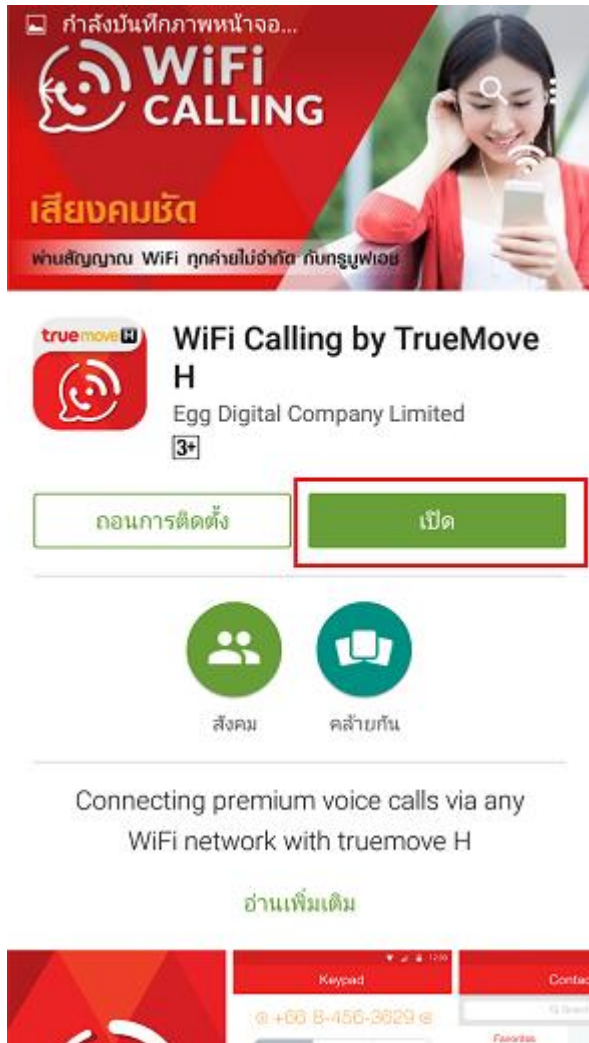 กำลังบันทึกภาพหน้าจอ...
WiFi
CALLING
เสียงคมชัด
ผ่านสัญญาณ WiFi ทุกค่ายไม่จำกัด กับทรูมูฟเอช
truemove H
WiFi Calling by TrueMove
H
Egg Digital Company Limited
3+
ถอนการติดตั้ง
เปิด
สังคม
คล้ายกัน
Connecting premium voice calls via any
WiFi network with truemove H
อ่านเพิ่มเติม
Keypad
Contac
+66 8-456-3629
Favorites